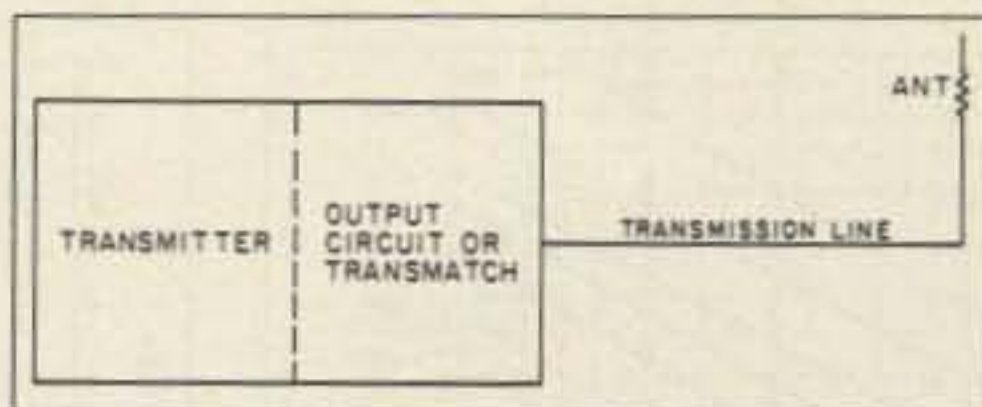 ANT
TRANSMITTER
OUTPUT
CIRCUIT OR
TRANSMATCH
TRANSMISSION LINE